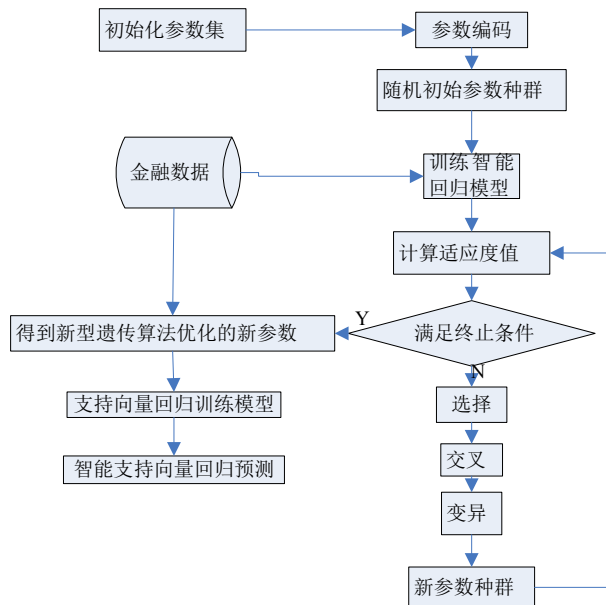 初始化参数集
参数编码
随机初始参数种群
金融数据
训练智能
回归模型
计算适应度值
Y
得到新型遗传算法优化的新参数
满足终止条件
N
支持向量回归训练模型
选择
智能支持向量回归预测
交叉
变异
新参数种群